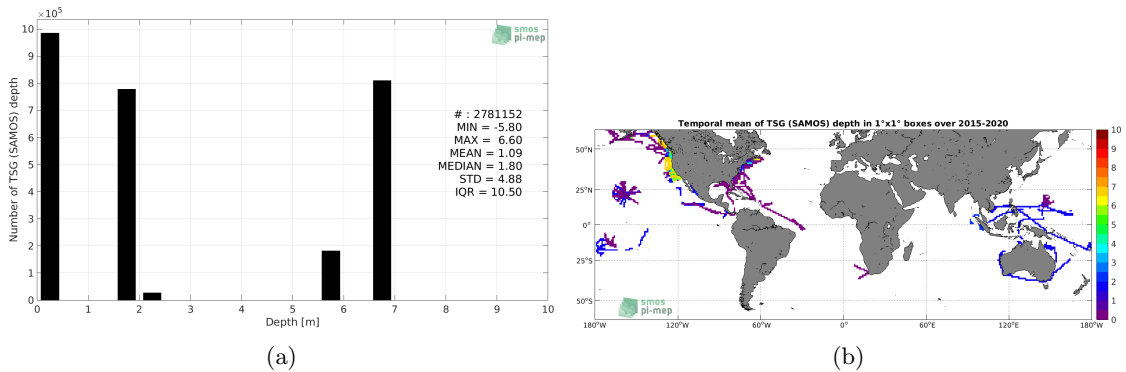 ×10⁵
10
9
8
7
6
5
4
3
2
1
0
Number of TSG (SAMOS) depth
smos
pi-mep
# : 2781152
MIN = -5.80
MAX = 6.60
MEAN = 1.09
MEDIAN = 1.80
STD = 4.88
IQR = 10.50
0 1 2 3 4 5 6 7 8 9 10
Depth [m]
(a)
Temporal mean of TSG (SAMOS) depth in 1°x1° boxes over 2015-2020
50°N
25°N
0°
25°S
50°S
smos
pi-mep
180°W 120°W 60°W 0° 60°E 120°E 180°W
10
9
8
7
6
5
4
3
2
1
0
(b)